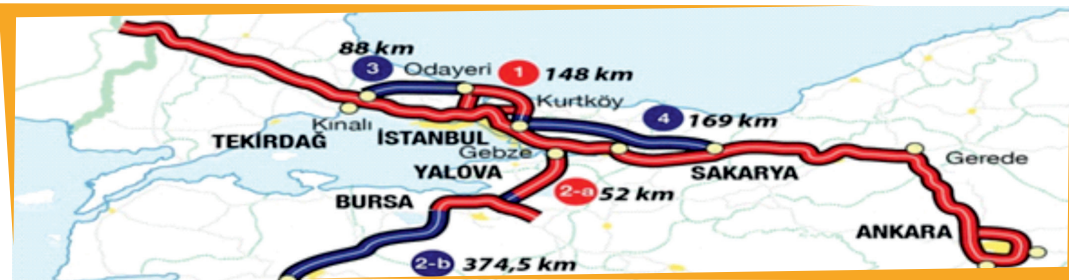 88 km
3 Odayeri 1 148 km
Kurtköy
Kınalı
4 169 km
TEKİRDAĞ İSTANBUL
Gebze
YALOVA
SAKARYA
Gerede
2-a 52 km
BURSA
ANKARA
2-b 374,5 km